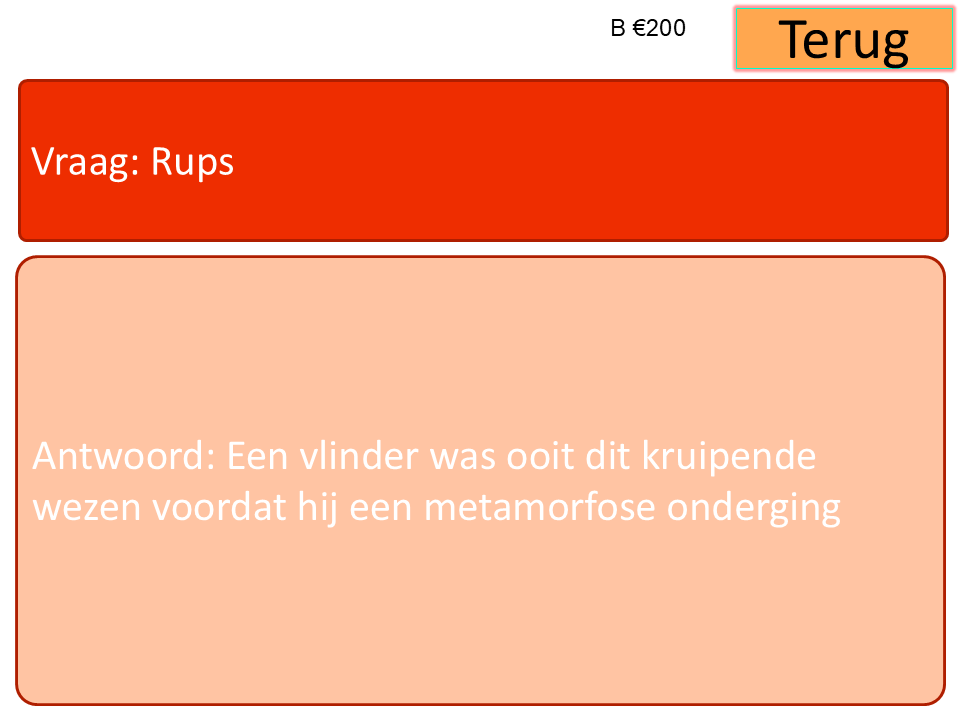 B €200
Terug
Vraag: Rups
Antwoord: Een vlinder was ooit dit kruipende
wezen voordat hij een metamorfose onderging